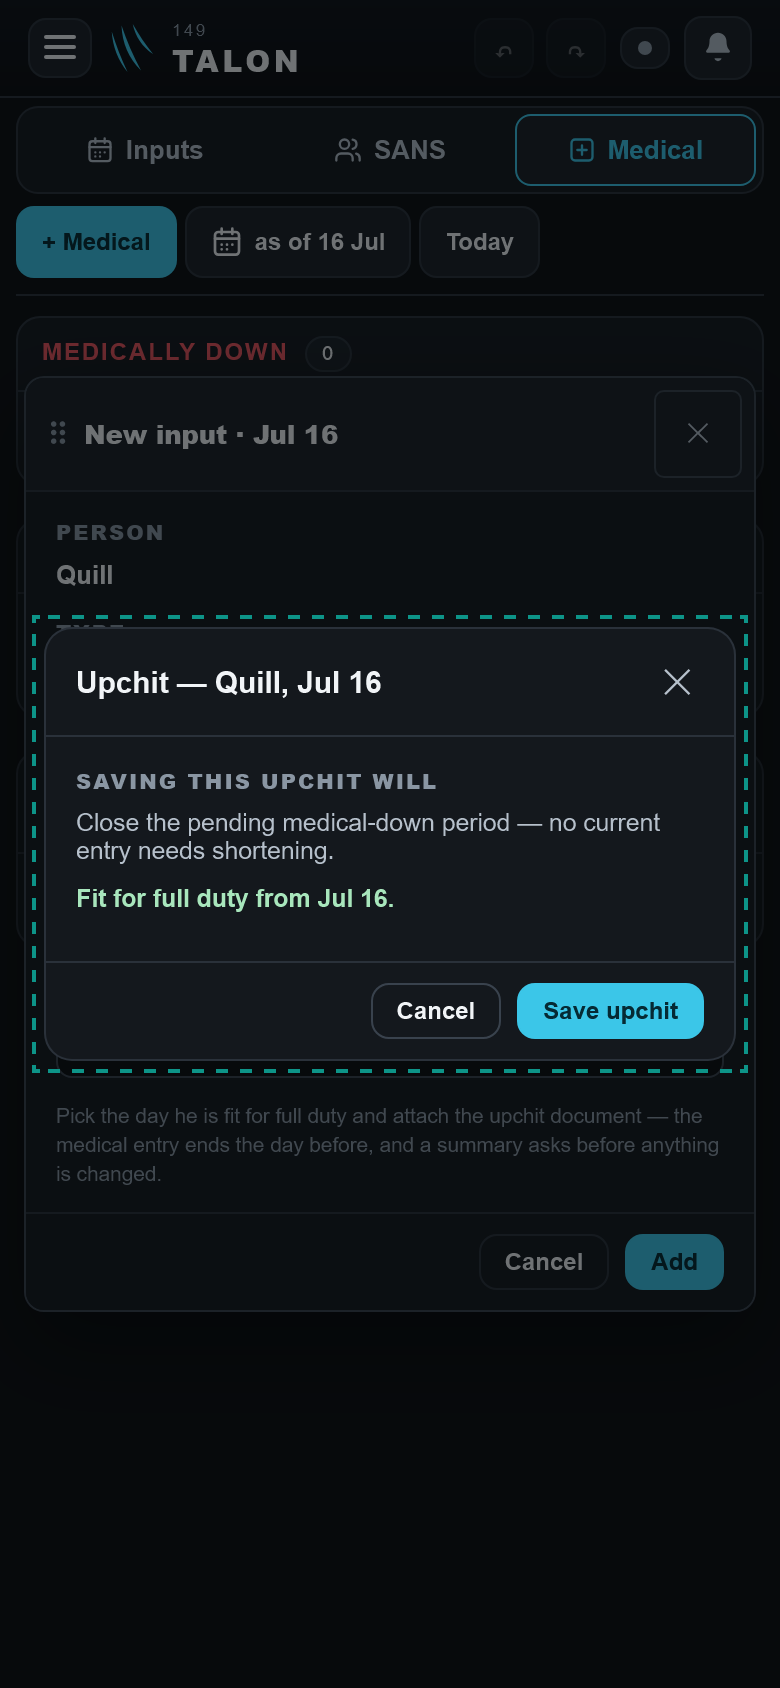 149
TALON
Inputs
SANS
Medical
+ Medical
as of 16 Jul
Today
MEDICALLY DOWN 0
New input · Jul 16
PERSON
Quill
Upchit — Quill, Jul 16
SAVING THIS UPCHIT WILL
Close the pending medical-down period — no current
entry needs shortening.
Fit for full duty from Jul 16.
Cancel
Save upchit
Pick the day he is fit for full duty and attach the upchit document — the
medical entry ends the day before, and a summary asks before anything
is changed.
Cancel
Add